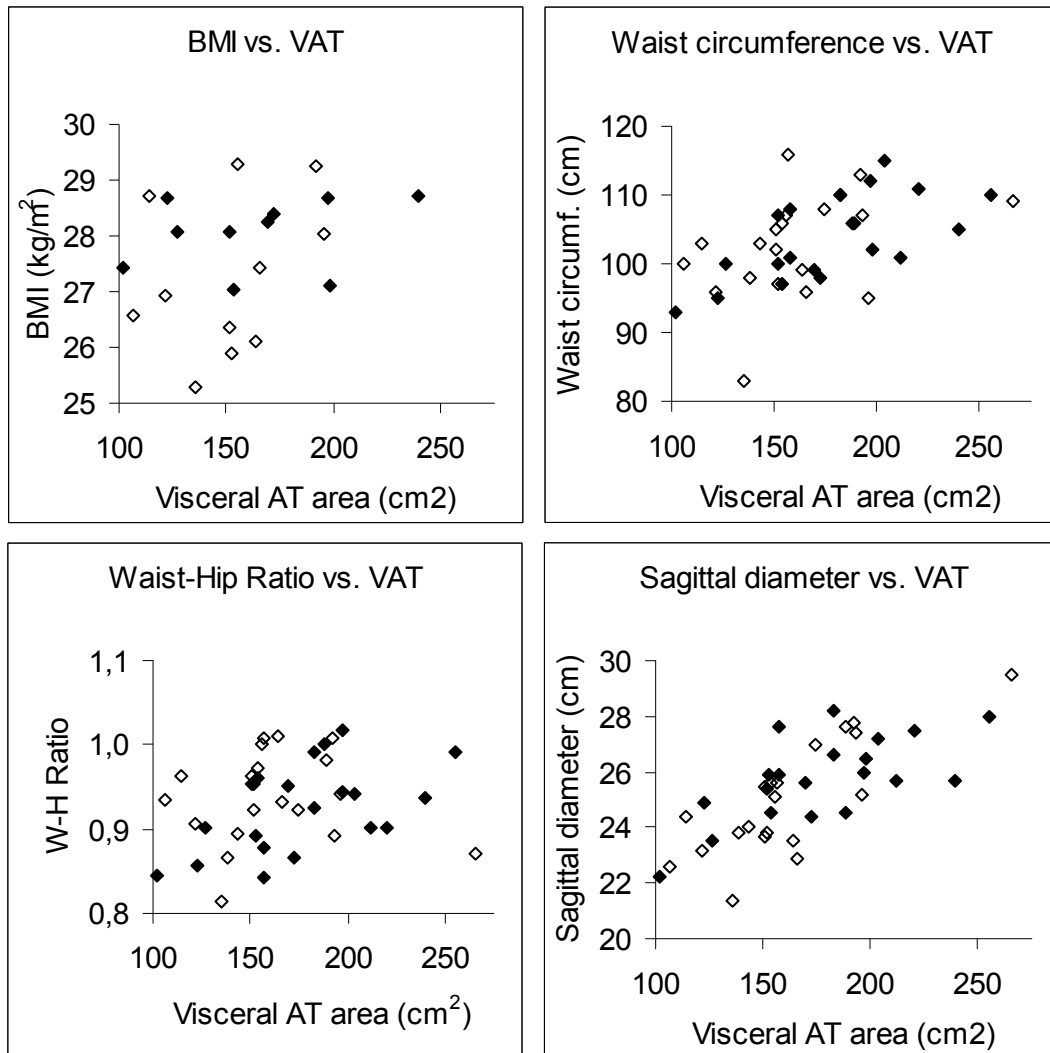 BMI vs. VAT
BMI (kg/m²)
30
29
28
27
26
25
100 150 200 250
Visceral AT area (cm2)
Waist circumference vs. VAT
Waist circumf. (cm)
120
110
100
90
80
100 150 200 250
Visceral AT area (cm2)
Waist-Hip Ratio vs. VAT
W-H Ratio
1,1
1,0
0,9
0,8
100 150 200 250
Visceral AT area (cm²)
Sagittal diameter vs. VAT
Sagittal diameter (cm)
30
28
26
24
22
20
100 150 200 250
Visceral AT area (cm2)